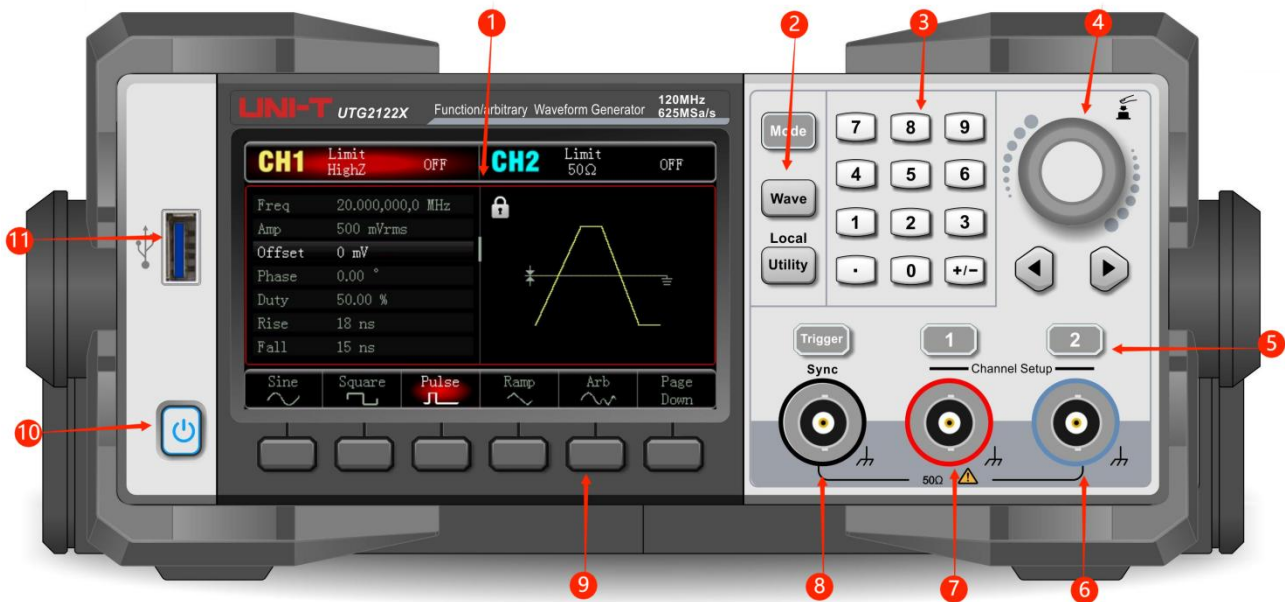 1
2
3
4
UNI-T UTG2122X Function/arbitrary Waveform Generator 120MHz 625MSa/s
CH1 Limit HighZ OFF CH2 Limit 50Ω OFF
Freq 20.000,000,0 MHz
Amp 500 mVrms
Offset 0 mV
Phase 0.00 °
Duty 50.00 %
Rise 18 ns
Fall 15 ns
Sine Square Pulse Ramp Arb Page Down
Mode
Wave
Local
Utility
7 8 9
4 5 6
1 2 3
. 0 +/-
Trigger 1 2
Sync Channel Setup
50Ω
5
11
10
9
8
7
6